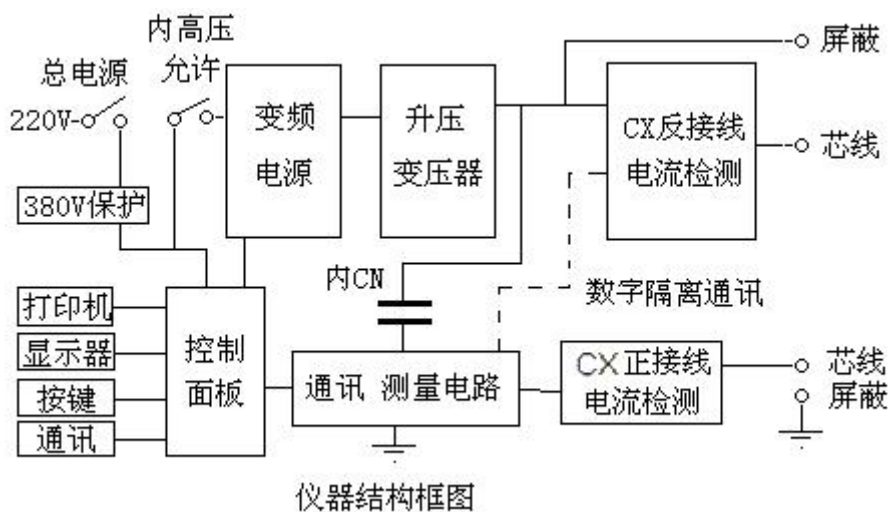 内高压
允许
总电源
220V
380V保护
变频
电源
升压
变压器
CX反接线
电流检测
屏蔽
芯线
内CN
数字隔离通讯
打印机
显示器
按键
通讯
控制
面板
通讯 测量电路
CX正接线
电流检测
芯线
屏蔽
仪器结构框图